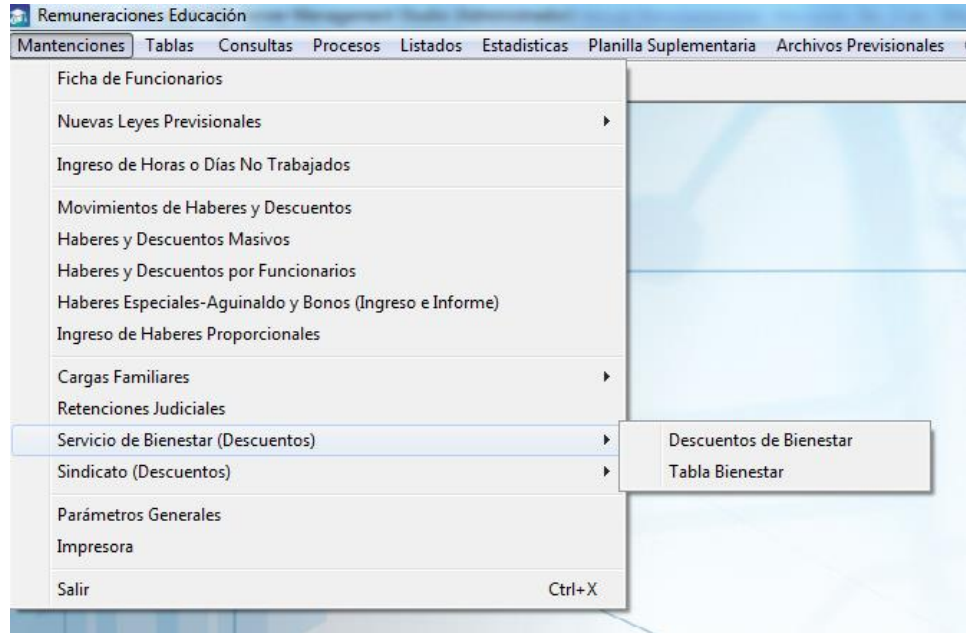 Remuneraciones Educación
Mantenciones Tablas Consultas Procesos Listados Estadisticas Planilla Suplementaria Archivos Previsionales
Ficha de Funcionarios
Nuevas Leyes Previsionales
Ingreso de Horas o Días No Trabajados
Movimientos de Haberes y Descuentos
Haberes y Descuentos Masivos
Haberes y Descuentos por Funcionarios
Haberes Especiales-Aguinaldo y Bonos (Ingreso e Informe)
Ingreso de Haberes Proporcionales
Cargas Familiares
Retenciones Judiciales
Servicio de Bienestar (Descuentos)
Descuentos de Bienestar
Sindicato (Descuentos)
Tabla Bienestar
Parámetros Generales
Impresora
Salir Ctrl+X